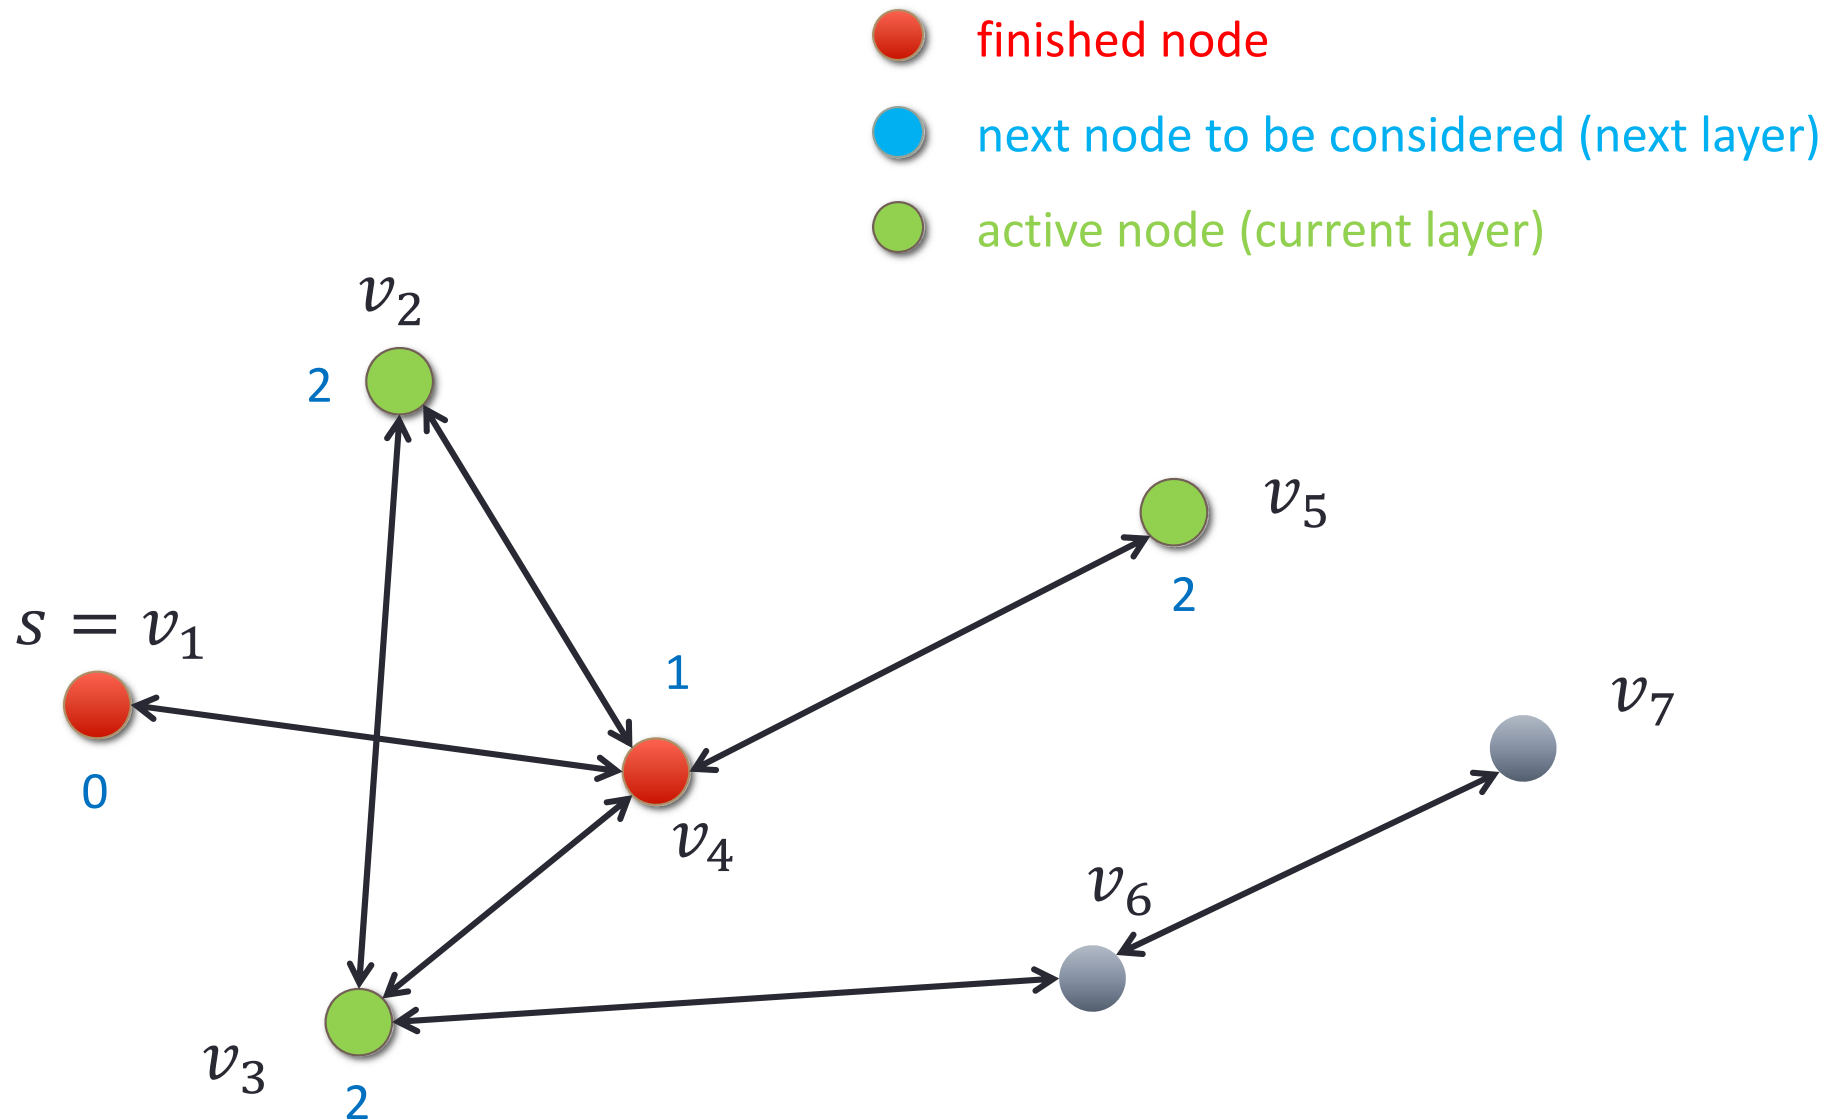 finished node
next node to be considered (next layer)
active node (current layer)
v₂
2
v₅
2
s = v₁
1
v₇
0
v₄
v₆
v₃
2